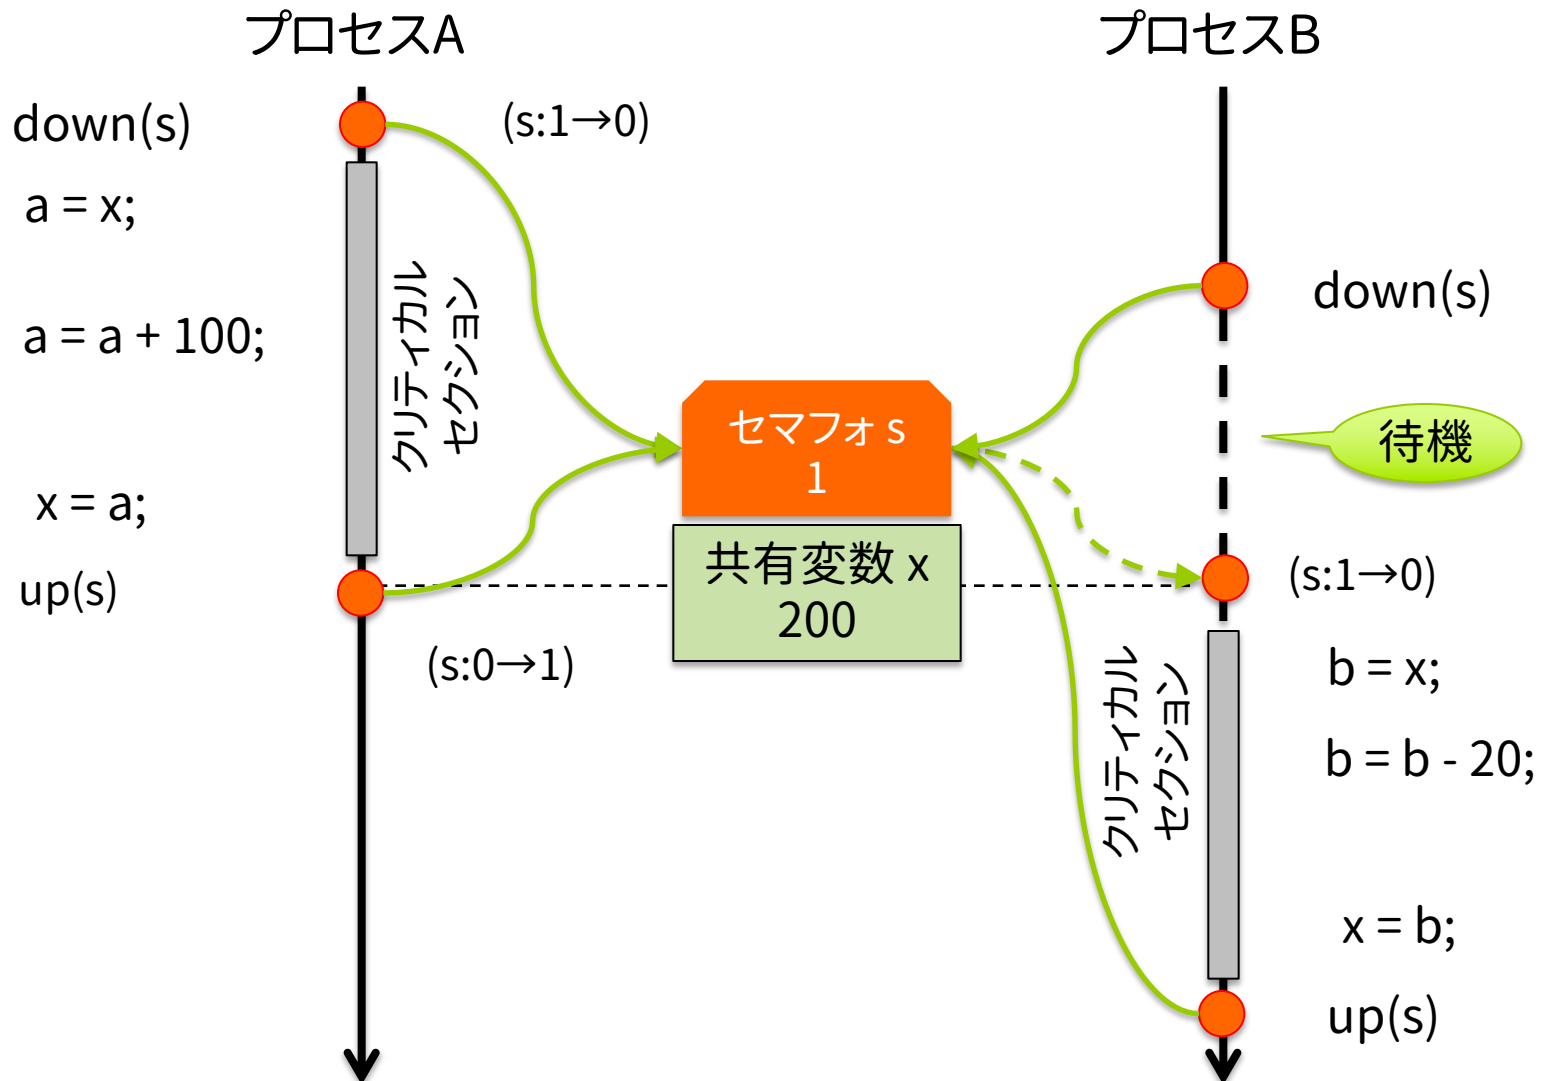 プロセスA
プロセスB
down(s)
(s:1→0)
a = x;
クリティカル
セクション
down(s)
a = a + 100;
セマフォ s
1
待機
x = a;
共有変数 x
200
up(s)
(s:1→0)
(s:0→1)
b = x;
クリティカル
セクション
b = b - 20;
x = b;
up(s)